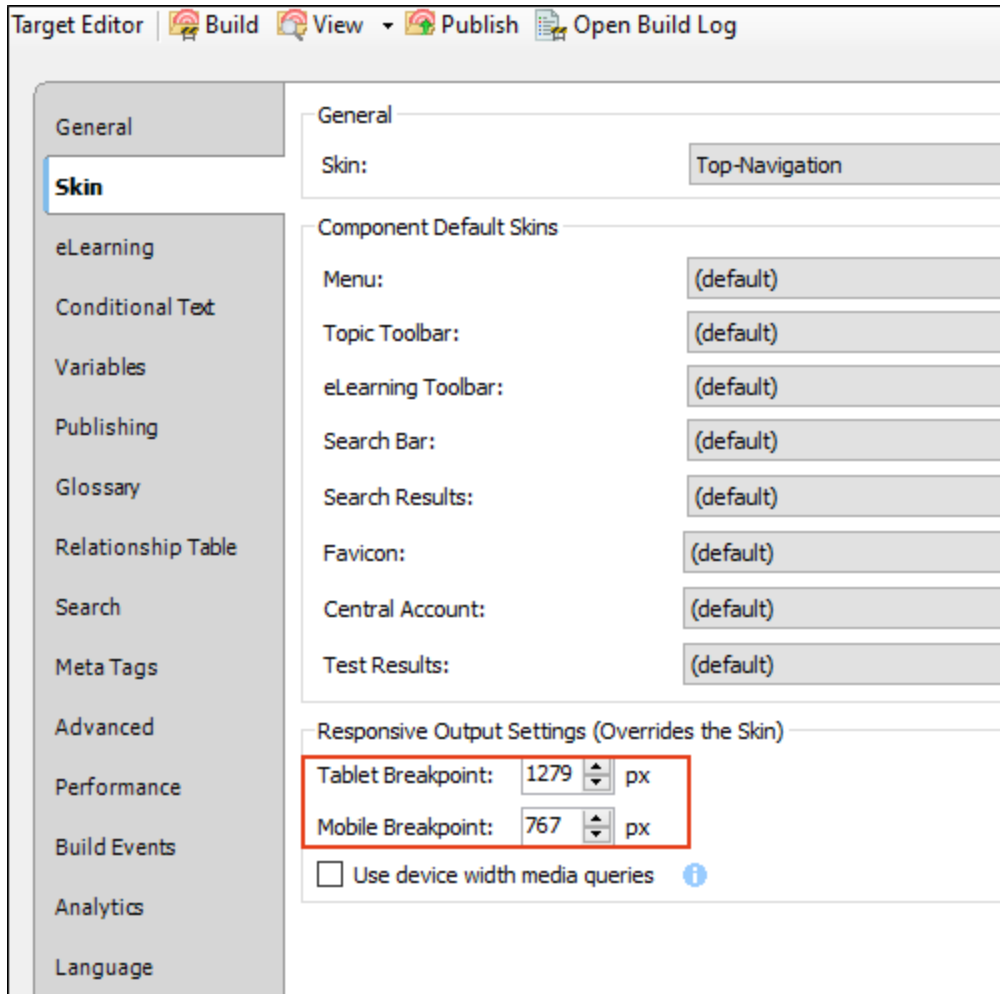 Target Editor Build View Publish Open Build Log
General
Skin
eLearning
Conditional Text
Variables
Publishing
Glossary
Relationship Table
Search
Meta Tags
Advanced
Performance
Build Events
Analytics
Language
General
Skin: Top-Navigation
Component Default Skins
Menu: (default)
Topic Toolbar: (default)
eLearning Toolbar: (default)
Search Bar: (default)
Search Results: (default)
Favicon: (default)
Central Account: (default)
Test Results: (default)
Responsive Output Settings (Overrides the Skin)
Tablet Breakpoint: 1279 px
Mobile Breakpoint: 767 px
Use device width media queries